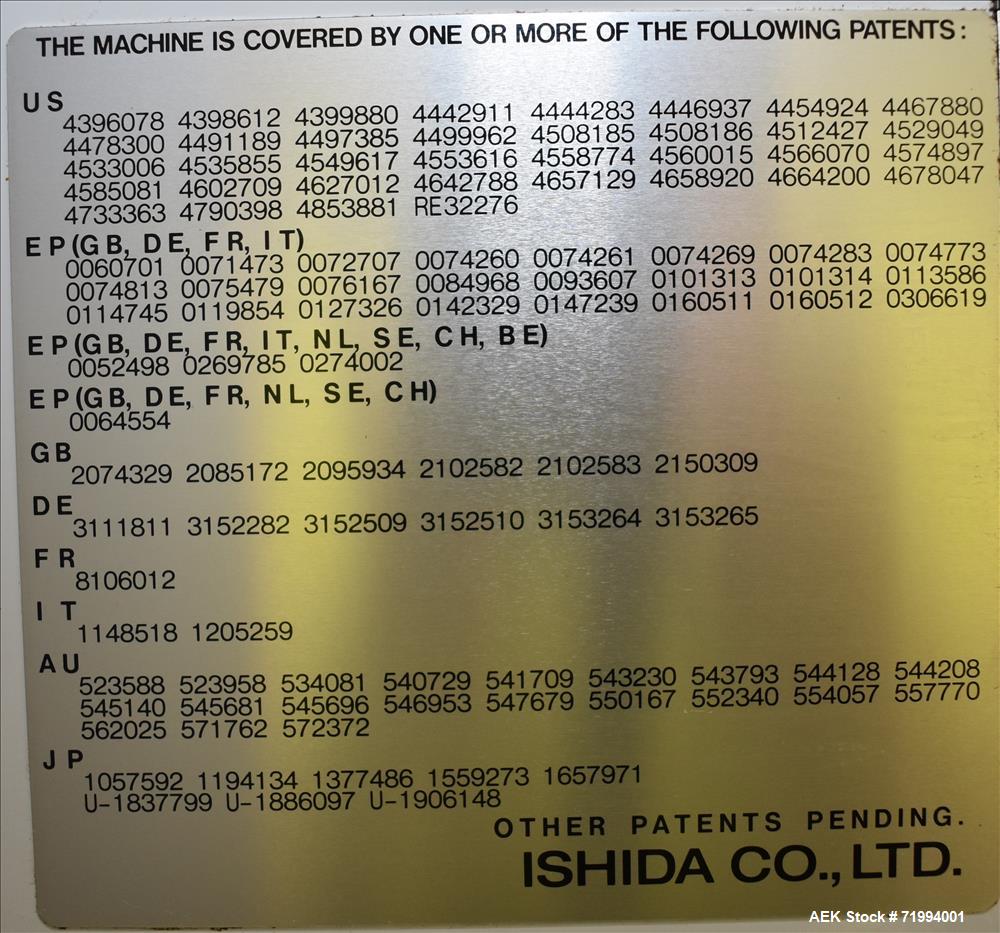 THE MACHINE IS COVERED BY ONE OR MORE OF THE FOLLOWING PATENTS:
US
4396078 4398612 4399880 4442911 4444283 4446937 4454924 4467880
4478300 4491189 4497385 4499962 4508185 4508186 4512427 4529049
4533006 4535855 4549617 4553616 4558774 4560015 4566070 4574897
4585081 4602709 4627012 4642788 4657129 4658920 4664200 4678047
4733363 4790398 4853881 RE32276
EP(GB, DE, FR, IT)
0060701 0071473 0072707 0074260 0074261 0074269 0074283 0074773
0074813 0075479 0076167 0084968 0093607 0101313 0101314 0113586
0114745 0119854 0127326 0142329 0147239 0160511 0160512 0306619
EP(GB, DE, FR, IT, NL, SE, CH, BE)
0052498 0269785 0274002
EP(GB, DE, FR, NL, SE, CH)
0064554
GB
2074329 2085172 2095934 2102582 2102583 2150309
DE
3111811 3152282 3152509 3152510 3153264 3153265
FR
8106012
IT
1148518 1205259
AU
523588 523958 534081 540729 541709 543230 543793 544128 544208
545140 545681 545696 546953 547679 550167 552340 554057 557770
562025 571762 572372
JP
1057592 1194134 1377486 1559273 1657971
U-1837799 U-1886097 U-1906148
OTHER PATENTS PENDING.
ISHIDA CO., LTD.
AEK Stock # 71994001